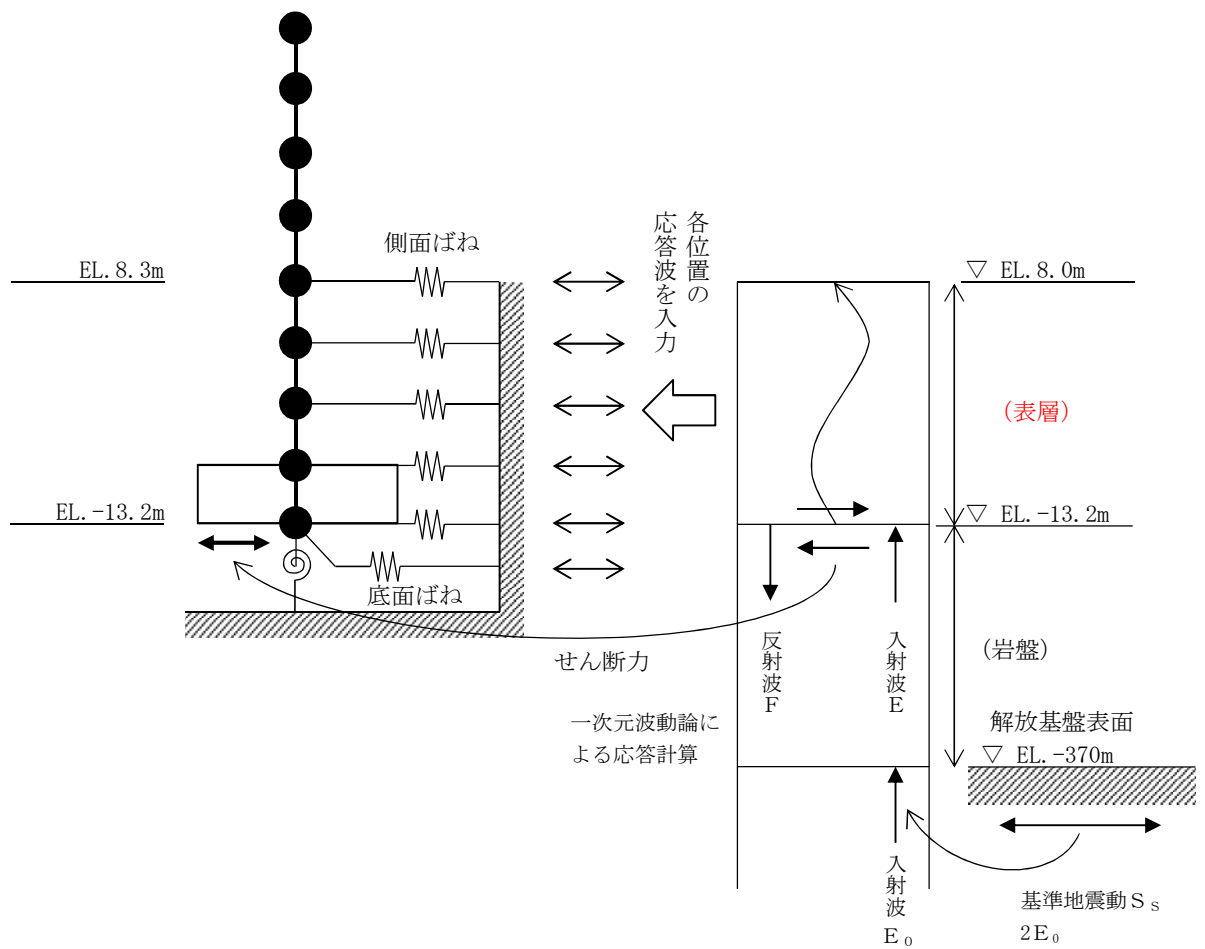 側面ばね
EL.8.3m
各位置の
応答波を入力
▽ EL.8.0m
(表層)
EL.-13.2m
▽ EL.-13.2m
底面ばね
せん断力
反射波F
入射波E
(岩盤)
一次元波動論に
よる応答計算
解放基盤表面
▽ EL.-370m
入射波E₀
基準地震動Ｓｓ
2E₀